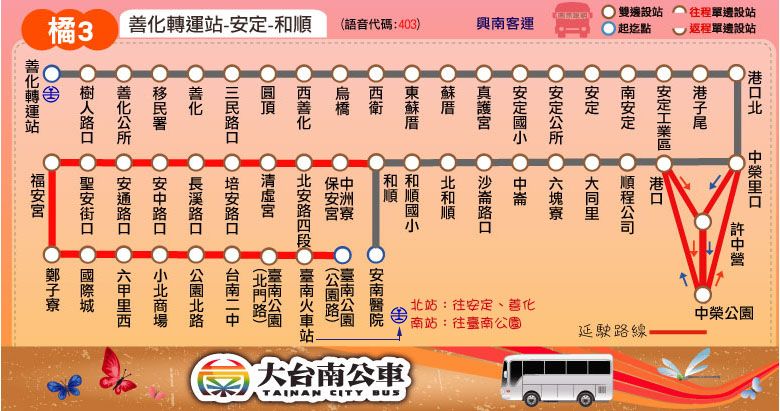 橘3
善化轉運站-安定-和順
(語音代碼:403)
興南客運
雙邊設站
往程單邊設站
起迄點
返程單邊設站
善化轉運站
樹人路口
善化公所
移民署
善化
三民路口
圓頂
西善化
烏橋
西衛
東蘇厝
蘇厝
真護宮
安定國小
安定公所
六塊寮
安定
南安定
安定工業區
港子尾
港口北
福安宮
聖安街口
安通路口
安中路口
長溪路口
培安路口
清虛宮
北安路四段
中洲寮
保安宮
和順
和順國小
北和順
沙崙路口
中崙
六塊寮
大同里
順程公司
港口
中榮里口
許中營
中榮公園
鄭子寮
國際城
六甲里西
小北商場
公園北路
台南二中
臺南公園
(北門路)
臺南火車站
臺南公園
(公園路)
安南醫院
北站：往安定、善化
南站：往臺南公園
延駛路線
大台南公車
TAINAN CITY BUS